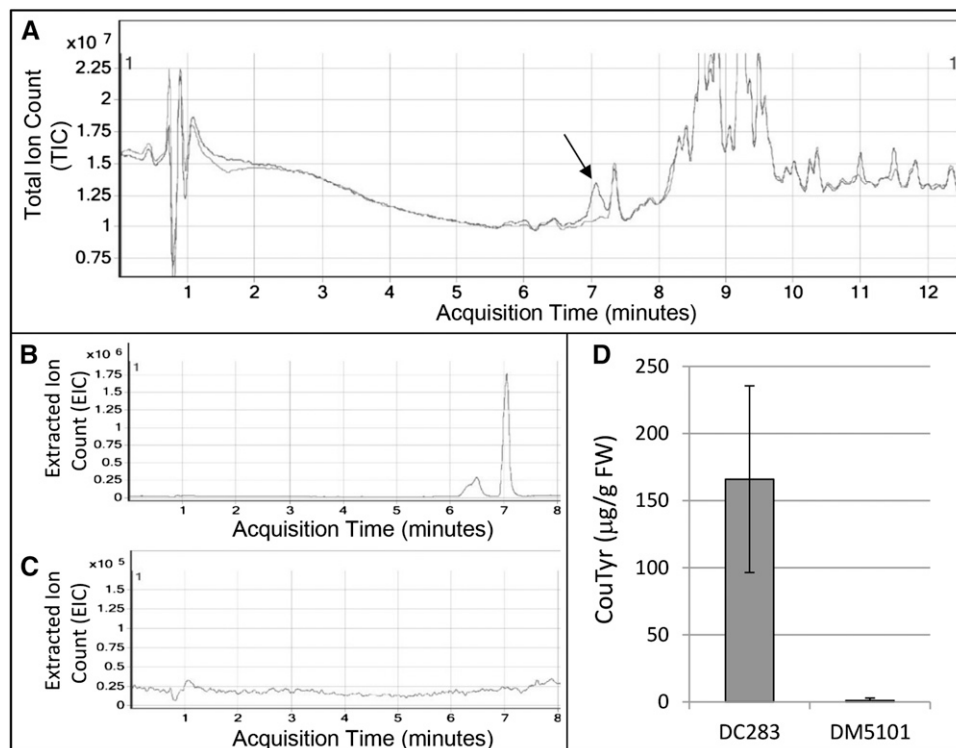 A
x10 7
Total Ion Count
(TIC)
1
1
2.25
2
1.75
1.5
1.25
1
0.75
1 2 3 4 5 6 7 8 9 10 11 12
Acquisition Time (minutes)
B
x10 6
Extracted Ion
Count (EIC)
1
1.75
1.5
1.25
1
0.75
0.5
0.25
0
1 2 3 4 5 6 7 8
Acquisition Time (minutes)
C
x10 5
Extracted Ion
Count (EIC)
1
1.5
1.25
1
0.75
0.5
0.25
0
1 2 3 4 5 6 7 8
Acquisition Time (minutes)
D
CouTyr (µg/g FW)
250
200
150
100
50
0
DC283 DM5101